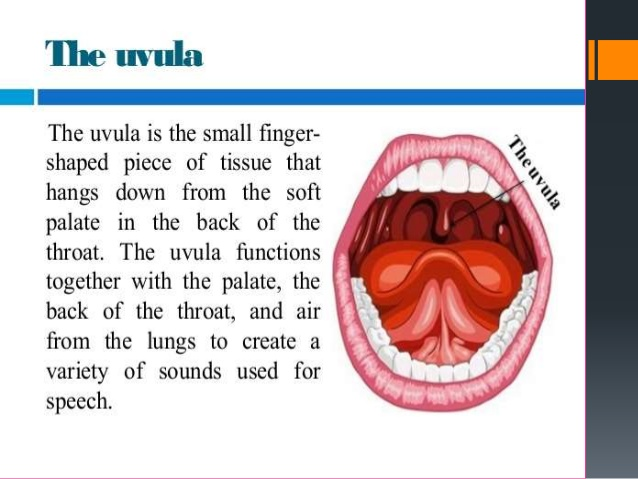 The uvula
The uvula is the small finger-
shaped piece of tissue that
hangs down from the soft
palate in the back of the
throat. The uvula functions
together with the palate, the
back of the throat, and air
from the lungs to create a
variety of sounds used for
speech.
The uvula